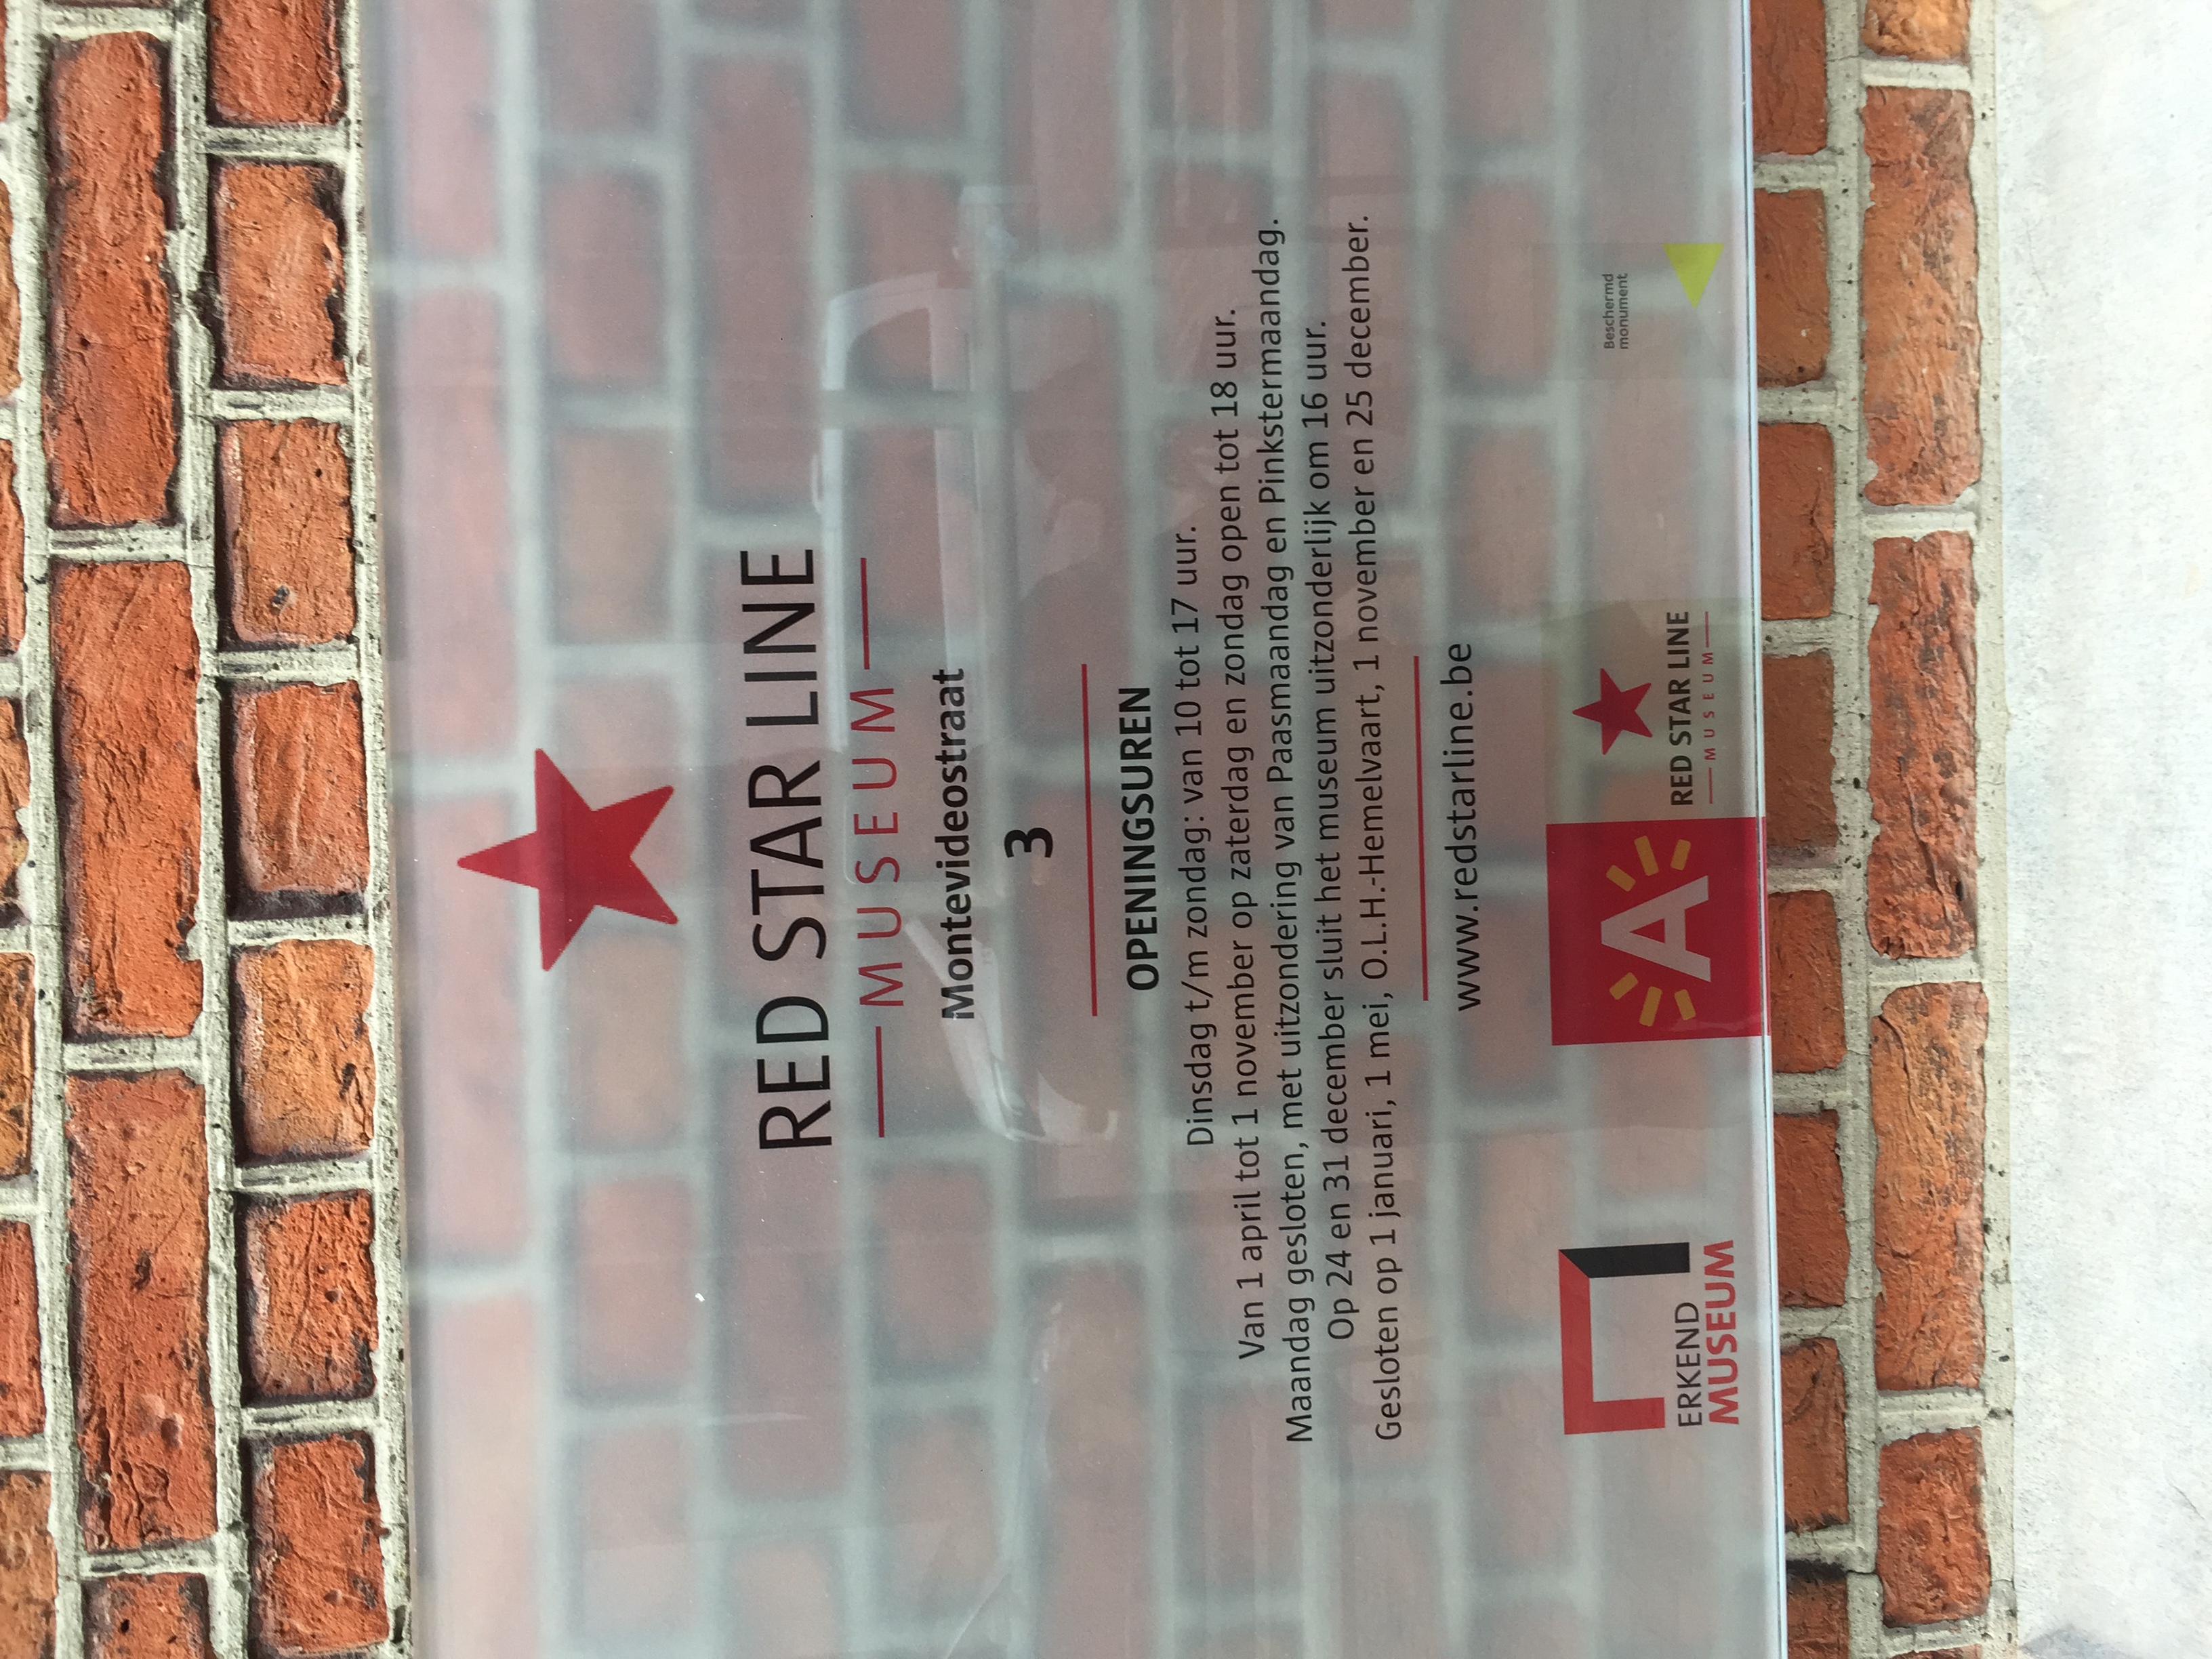 RED STAR LINE
MUSEUM
Montevideostraat
3
OPENINGSUREN
Dinsdag t/m zondag: van 10 tot 17 uur.
Van 1 april tot 1 november op zaterdag en zondag open tot 18 uur.
Maandag gesloten, met uitzondering van Paasmaandag en Pinkstermaandag.
Op 24 en 31 december sluit het museum uitzonderlijk om 16 uur.
Gesloten op 1 januari, 1 mei, O.L.H.-Hemelvaart, 1 november en 25 december.
www.redstarline.be
ERKEND
MUSEUM
A
RED STAR LINE
MUSEUM
Beschermd
monument